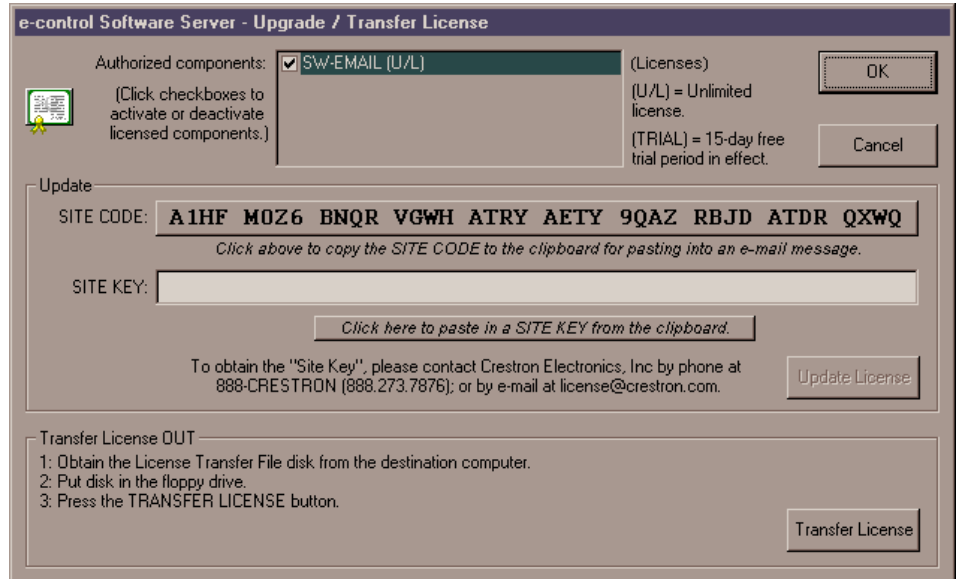 e-control Software Server - Upgrade / Transfer License
Authorized components:
(Click checkboxes to
activate or deactivate
licensed components.)
SW-EMAIL (U/L)
(Licenses)
(U/L) = Unlimited
license.
(TRIAL) = 15-day free
trial period in effect.
OK
Cancel
Update
SITE CODE: A1HF M0Z6 BNQR VGWH ATRY AETY 9QAZ RBJD ATDR QXWQ
Click above to copy the SITE CODE to the clipboard for pasting into an e-mail message.
SITE KEY:
Click here to paste in a SITE KEY from the clipboard.
To obtain the "Site Key", please contact Crestron Electronics, Inc by phone at
888-CRESTRON (888.273.7876); or by e-mail at license@crestron.com.
Update License
Transfer License OUT
1: Obtain the License Transfer File disk from the destination computer.
2: Put disk in the floppy drive.
3: Press the TRANSFER LICENSE button.
Transfer License